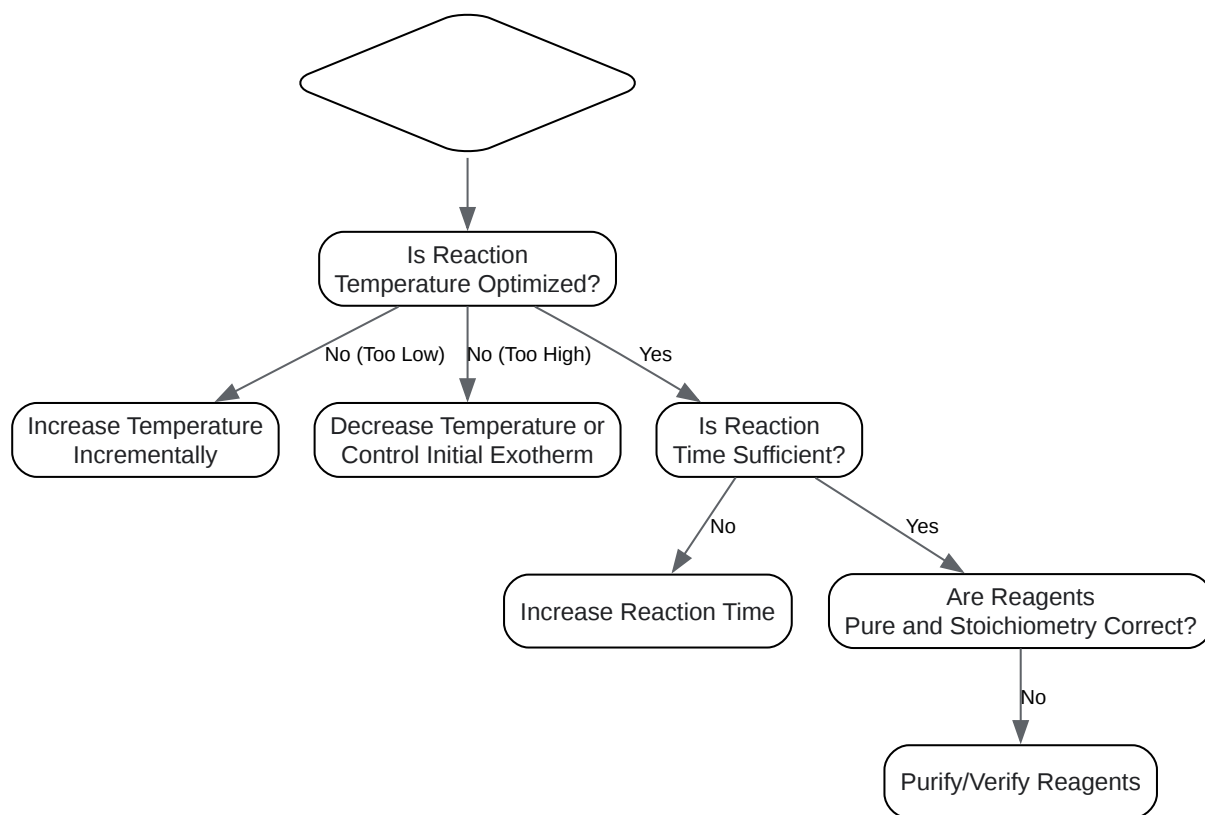 Is Reaction
Temperature Optimized?
No (Too Low)
No (Too High)
Yes
Increase Temperature
Incrementally
Decrease Temperature or
Control Initial Exotherm
Is Reaction
Time Sufficient?
No
Yes
Increase Reaction Time
Are Reagents
Pure and Stoichiometry Correct?
No
Purify/Verify Reagents